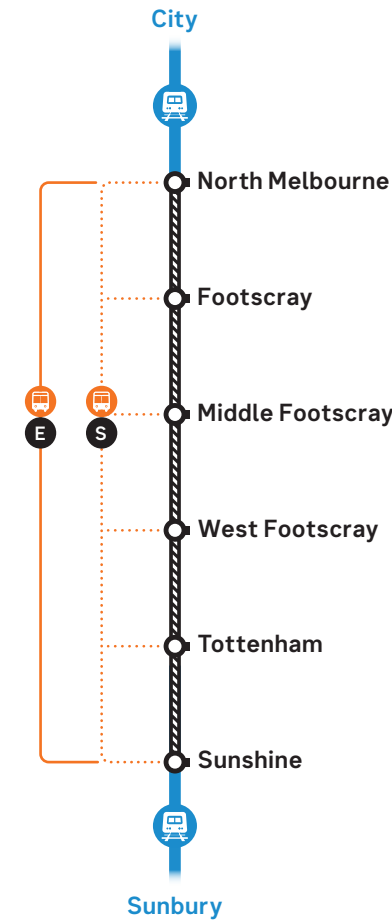 City
North Melbourne
Footscray
Middle Footscray
E
S
West Footscray
Tottenham
Sunshine
Sunbury